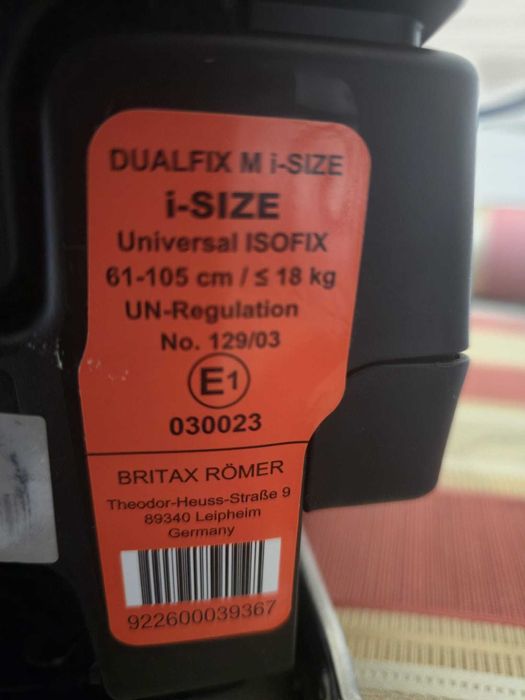 DUALFIX M i-SIZE
i-SIZE
Universal ISOFIX
61-105 cm / ≤ 18 kg
UN-Regulation
No. 129/03
E1
030023
BRITAX RÖMER
Theodor-Heuss-Straße 9
89340 Leipheim
Germany
922600039367